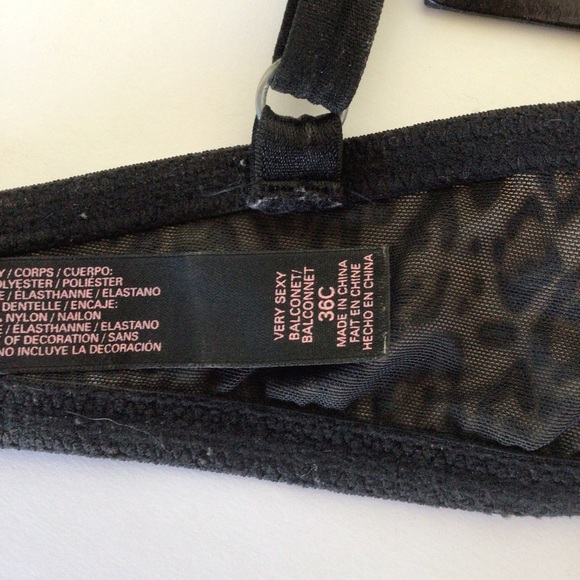 / CORPS / CUERPO:
POLYESTER / POLIÉSTER
/ ÉLASTHANNE / ELASTANO
DENTELLE / ENCAJE:
NYLON / NAILON
/ ÉLASTHANNE / ELASTANO
OF DECORATION / SANS
NO INCLUYE LA DECORACIÓN
VERY SEXY
BALCONET/
BALCONNET
36C
MADE IN CHINA
FAIT EN CHINE
HECHO EN CHINA